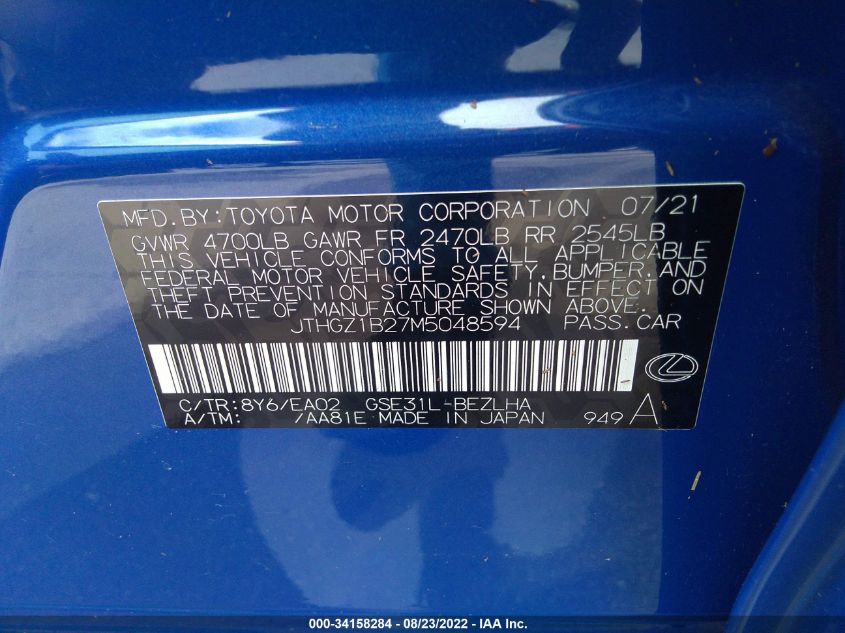 MFD.BY:TOYOTA MOTOR CORPORATION 07/21
GVWR 4700LB GAWR FR 2470LB RR 2545LB
THIS VEHICLE CONFORMS TO ALL APPLICABLE
FEDERAL MOTOR VEHICLE SAFETY,BUMPER,AND
THEFT PREVENTION STANDARDS IN EFFECT ON
THE DATE OF MANUFACTURE SHOWN ABOVE.
JTHGZ1B27M5048594 PASS.CAR
C/TR:8Y6/EA02 GSE31L-BEZLHA
A/TM: /AA81E MADE IN JAPAN 949 A
000-34158284 - 08/23/2022 - IAA Inc.